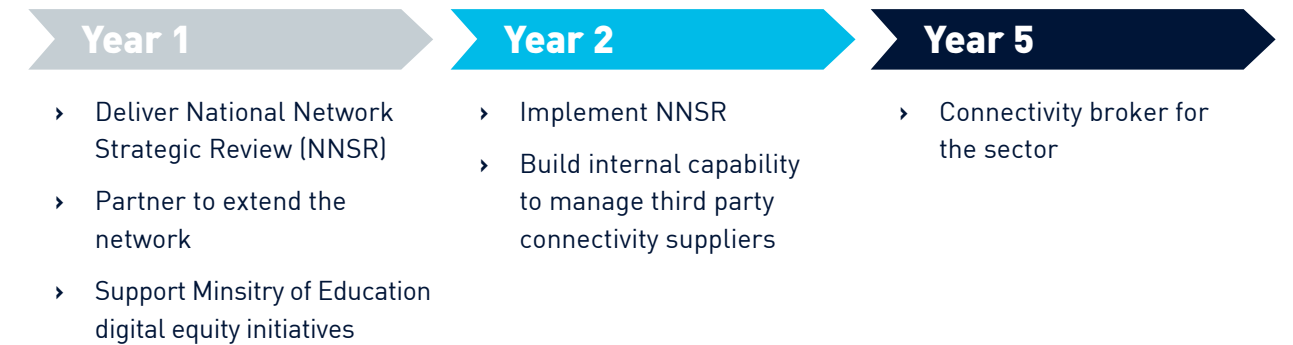 Year 1
› Deliver National Network
Strategic Review (NNSR)
› Partner to extend the
network
› Support Minsitry of Education
digital equity initiatives
Year 2
› Implement NNSR
› Build internal capability
to manage third party
connectivity suppliers
Year 5
› Connectivity broker for
the sector